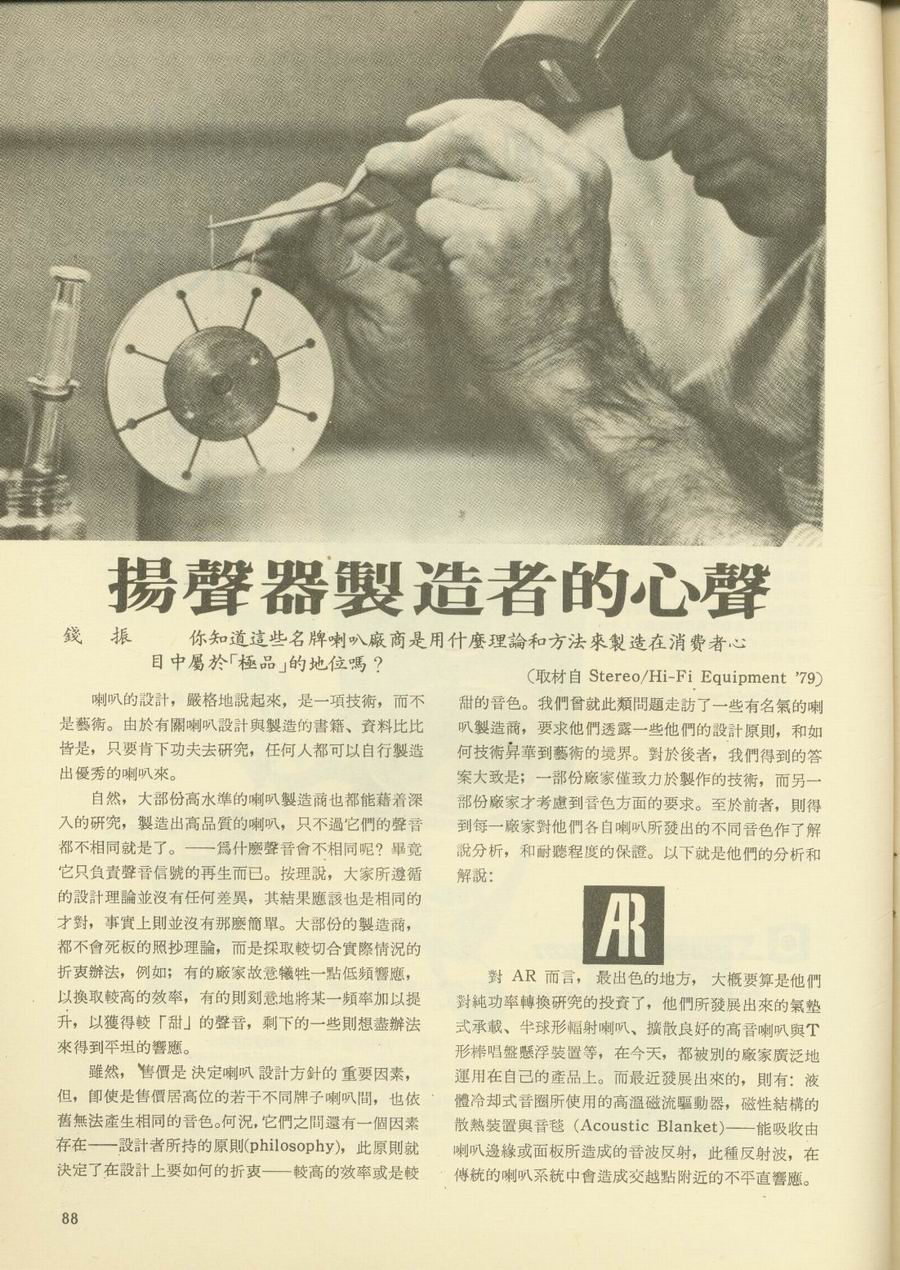 揚聲器製造者的心聲
錢 振
你知道這些名牌喇叭廠商是用什麼理論和方法來製造在消費者心
目中屬於「極品」的地位嗎？
（取材自 Stereo/Hi-Fi Equipment ’79）
喇叭的設計，嚴格地說起來，是一項技術，而不
是藝術。由於有關喇叭設計與製造的書籍、資料比比
皆是，只要肯下功夫去研究，任何人都可以自行製造
出優秀的喇叭來。
自然，大部份高水準的喇叭製造商也都能藉着深
入的研究，製造出高品質的喇叭，只不過它們的聲音
都不相同就是了。——爲什麽聲音會不相同呢？畢竟
它只負責聲音信號的再生而已。按理說，大家所遵循
的設計理論並沒有任何差異，其結果應該也是相同的
才對，事實上則並沒有那麽簡單。大部份的製造商，
都不會死板的照抄理論，而是採取較切合實際情況的
折衷辦法，例如；有的廠家故意犧牲一點低頻響應，
以換取較高的效率，有的則刻意地將某一頻率加以提
升，以獲得較「甜」的聲音，剩下的一些則想盡辦法
來得到平坦的響應。
雖然，售價是決定喇叭設計方針的重要因素，
但，卽使是售價居高位的若干不同牌子喇叭間，也依
舊無法產生相同的音色。何況，它們之間還有一個因素
存在——設計者所持的原則(philosophy)，此原則就
決定了在設計上要如何的折衷——較高的效率或是較
甜的音色。我們曾就此類問題走訪了一些有名氣的喇
叭製造商，要求他們透露一些他們的設計原則，和如
何技術昇華到藝術的境界。對於後者，我們得到的答
案大致是；一部份廠家僅致力於製作的技術，而另一
部份廠家才考慮到音色方面的要求。至於前者，則得
到每一廠家對他們各自喇叭所發出的不同音色作了解
說分析，和耐聽程度的保證。以下就是他們的分析和
解說：
AR
對 AR 而言，最出色的地方，大概要算是他們
對純功率轉換研究的投資了，他們所發展出來的氣墊
式承載、半球形輻射喇叭、擴散良好的高音喇叭與T
形棒唱盤懸浮裝置等，在今天，都被別的廠家廣泛地
運用在自己的產品上。而最近發展出來的，則有：液
體冷却式音圈所使用的高溫磁流驅動器，磁性結構的
散熱裝置與音毯 (Acoustic Blanket)——能吸收由
喇叭邊緣或面板所造成的音波反射，此種反射波，在
傳統的喇叭系統中會造成交越點附近的不平直響應。
88